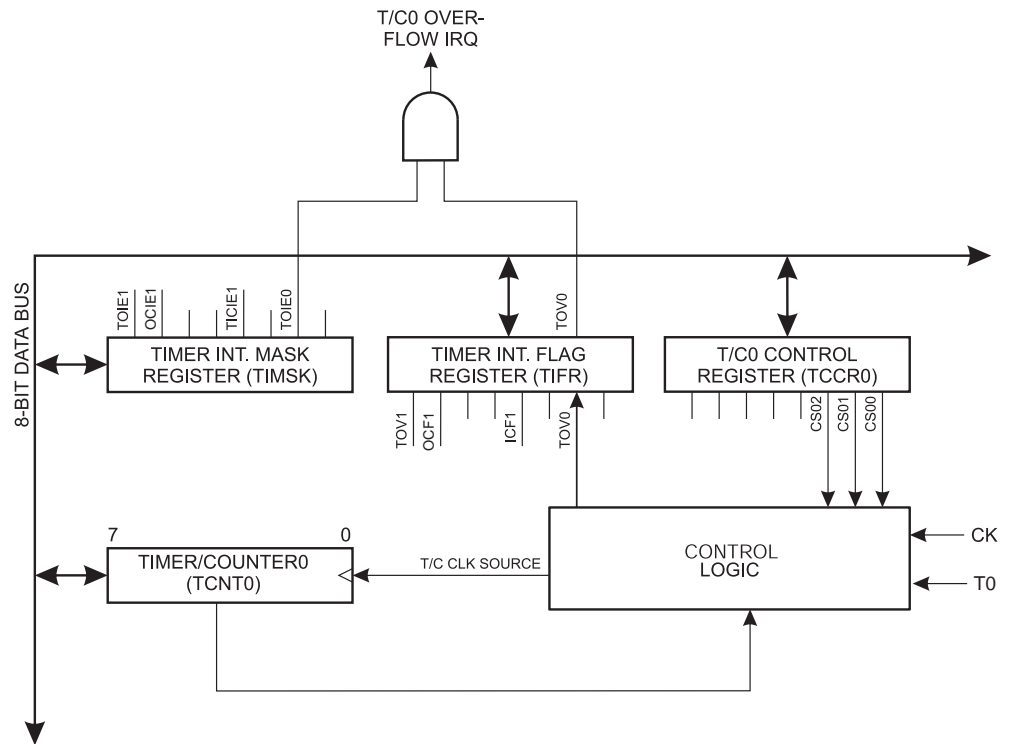 T/C0 OVER-
FLOW IRQ
8-BIT DATA BUS
TOIE1
OCIE1
TICIE1
TOIE0
TOV0
TIMER INT. MASK
REGISTER (TIMSK)
TIMER INT. FLAG
REGISTER (TIFR)
T/C0 CONTROL
REGISTER (TCCR0)
TOV1
OCF1
ICF1
TOV0
CS02
CS01
CS00
7
0
TIMER/COUNTER0
(TCNT0)
T/C CLK SOURCE
CONTROL
LOGIC
CK
T0